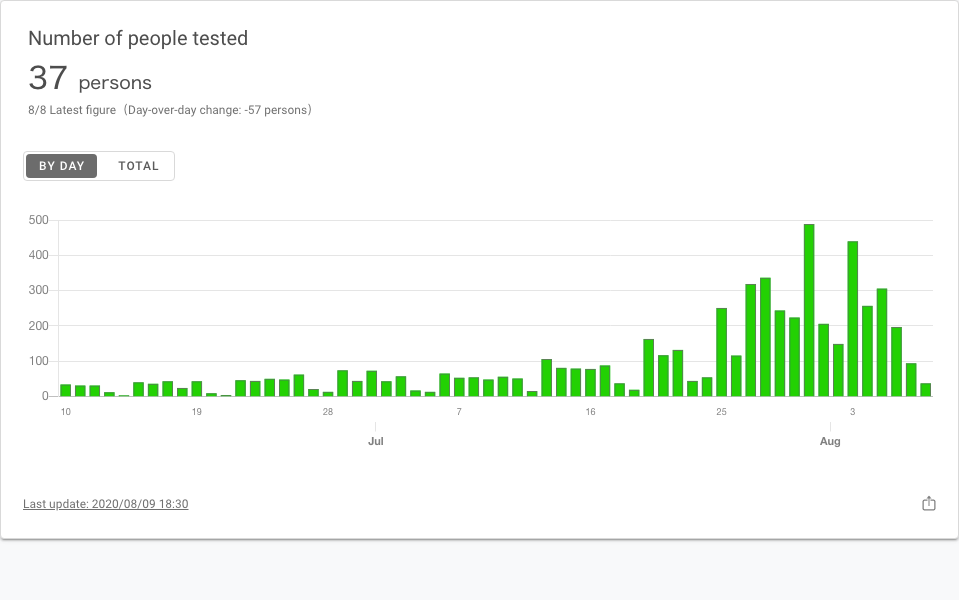 Number of people tested
37 persons
8/8 Latest figure（Day-over-day change: -57 persons）
BY DAY TOTAL
500
400
300
200
100
0
10 19 28 7 16 25 3
Jul Aug
Last update: 2020/08/09 18:30